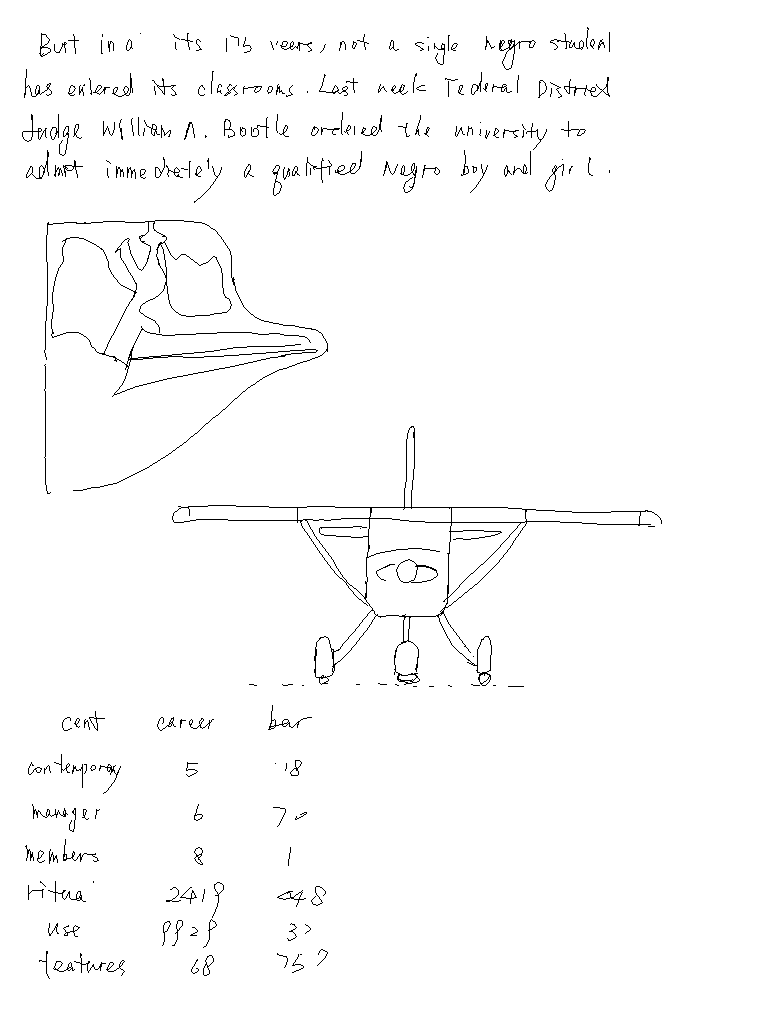 But in a its 175 years, not a single negro student
has entered its classrooms. Last week Federal District
Judge William A. Bootle ordered the university to
admit immediately a qualified Negro boy and girl.
cent career bar
contemporary 5 18
manager 6 70
members 8 1
ritua 2419 448
use 9929 37
features 68 757